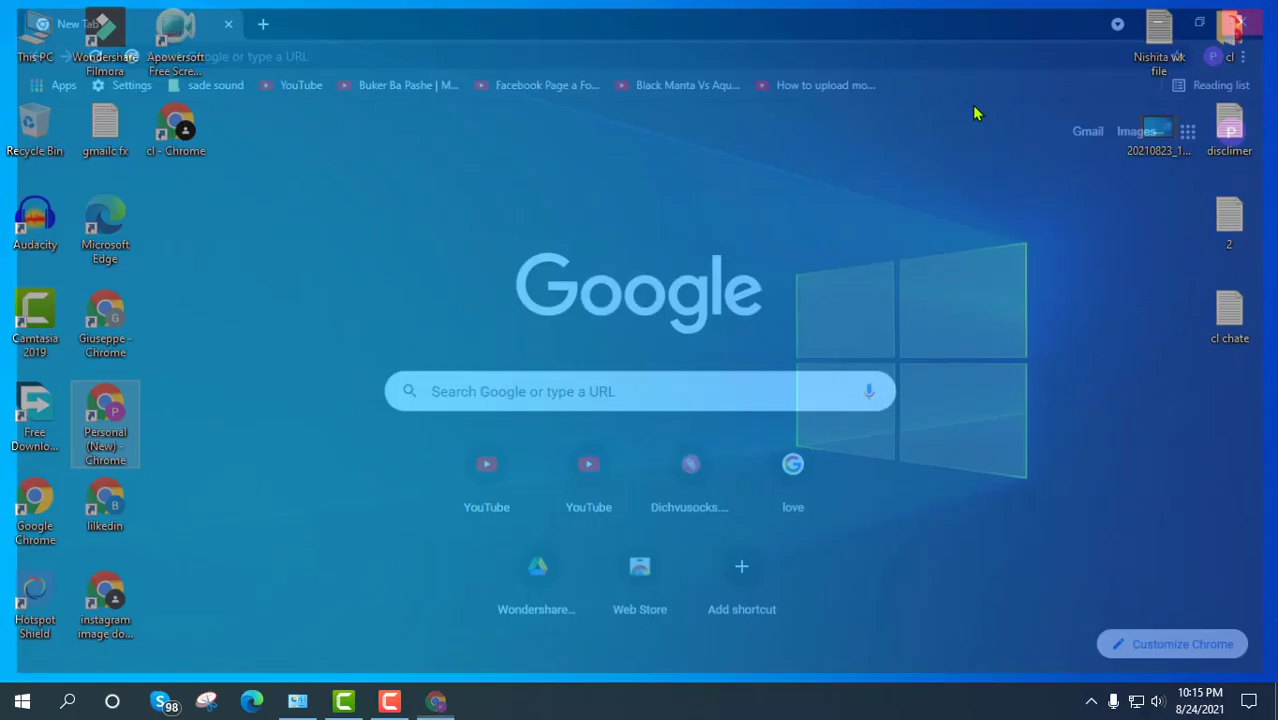 New Tab
Google or type a URL
Apps
Settings
sade sound
YouTube
Buker Ba Pashe | M...
Facebook Page a Fo...
Black Manta Vs Aqu...
How to upload mo...
Reading list
Gmail
Images
Google
Search Google or type a URL
YouTube
YouTube
Dichvusocks....
love
Wondershare...
Web Store
Add shortcut
Customize Chrome
This PC
Wondershare
Filmora
Apowersoft
Free Scre...
Recycle Bin
gmailc fx
cl - Chrome
Audacity
Microsoft
Edge
Camtasia
2019
Giuseppe -
Chrome
Free
Downlo...
Personal
(New) -
Chrome
Google
Chrome
lilkedin
Hotspot
Shield
instagram
image do...
Nishita wk
file
cl
20210823_1...
disclimer
2
cl chate
98
10:15 PM
8/24/2021